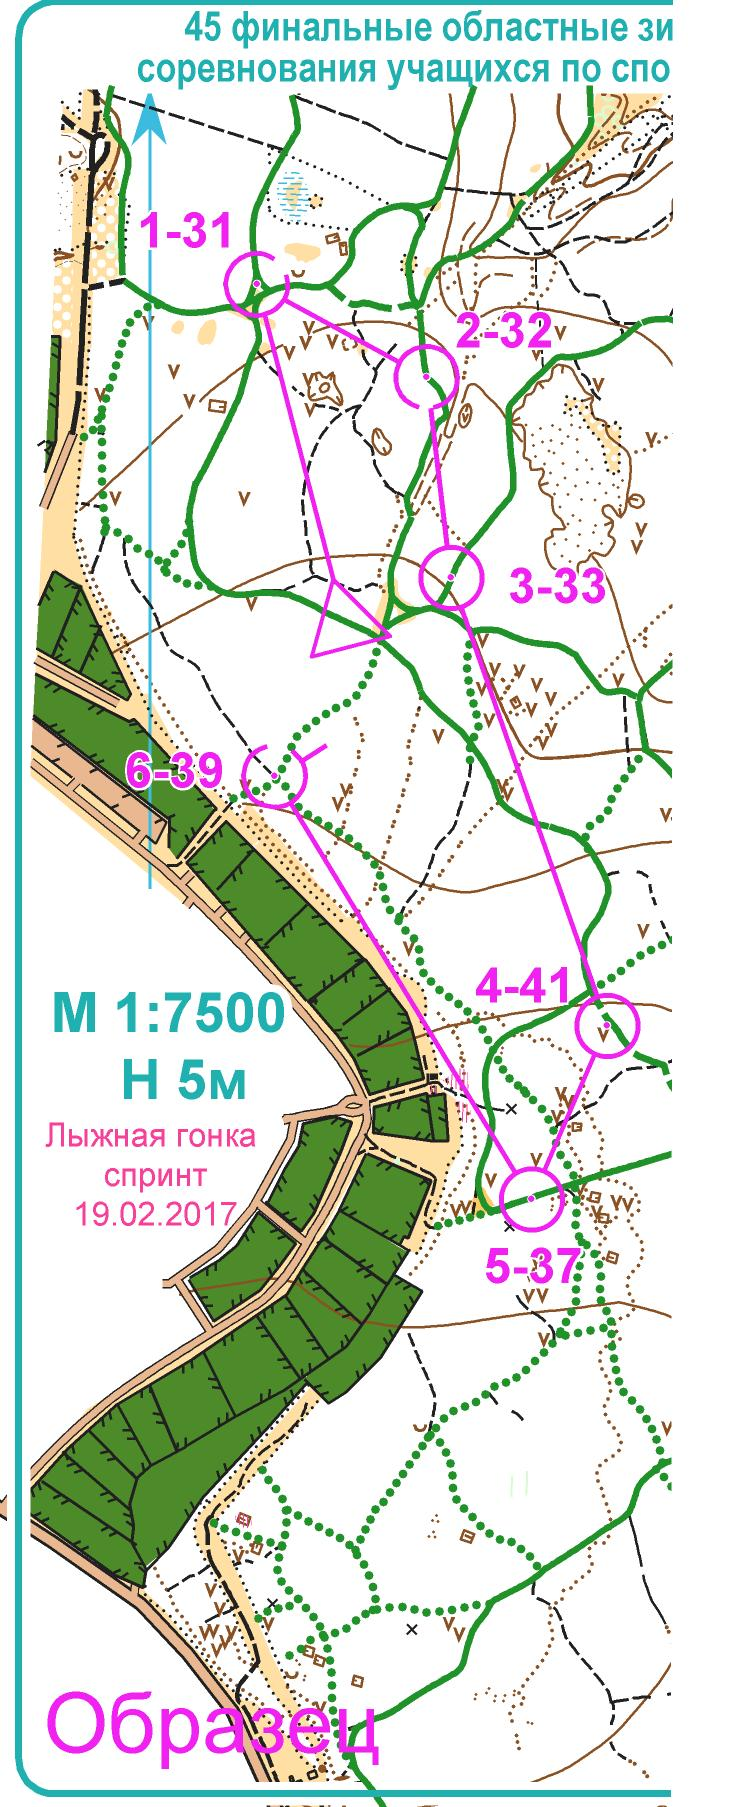 45 финальные областные зи
соревнования учащихся по спо
1-31
2-32
3-33
6-39
4-41
М 1:7500
Н 5м
Лыжная гонка
спринт
19.02.2017
5-37
Образец